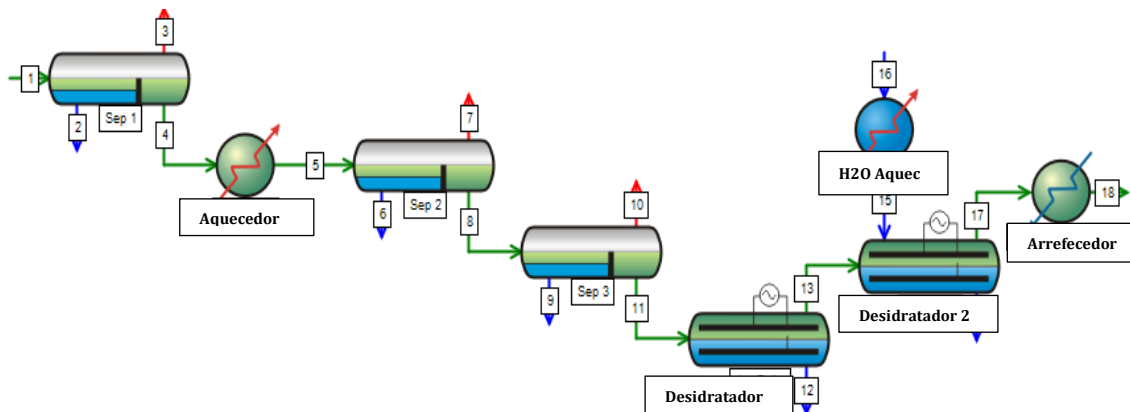 3
16
1
7
Sep 1
2
4
H2O Aquec
5
17
18
Aquecedor
10
15
Sep 2
Arrefecedor
6
8
13
Sep 3
Desidratador 2
9
11
Desidratador
12